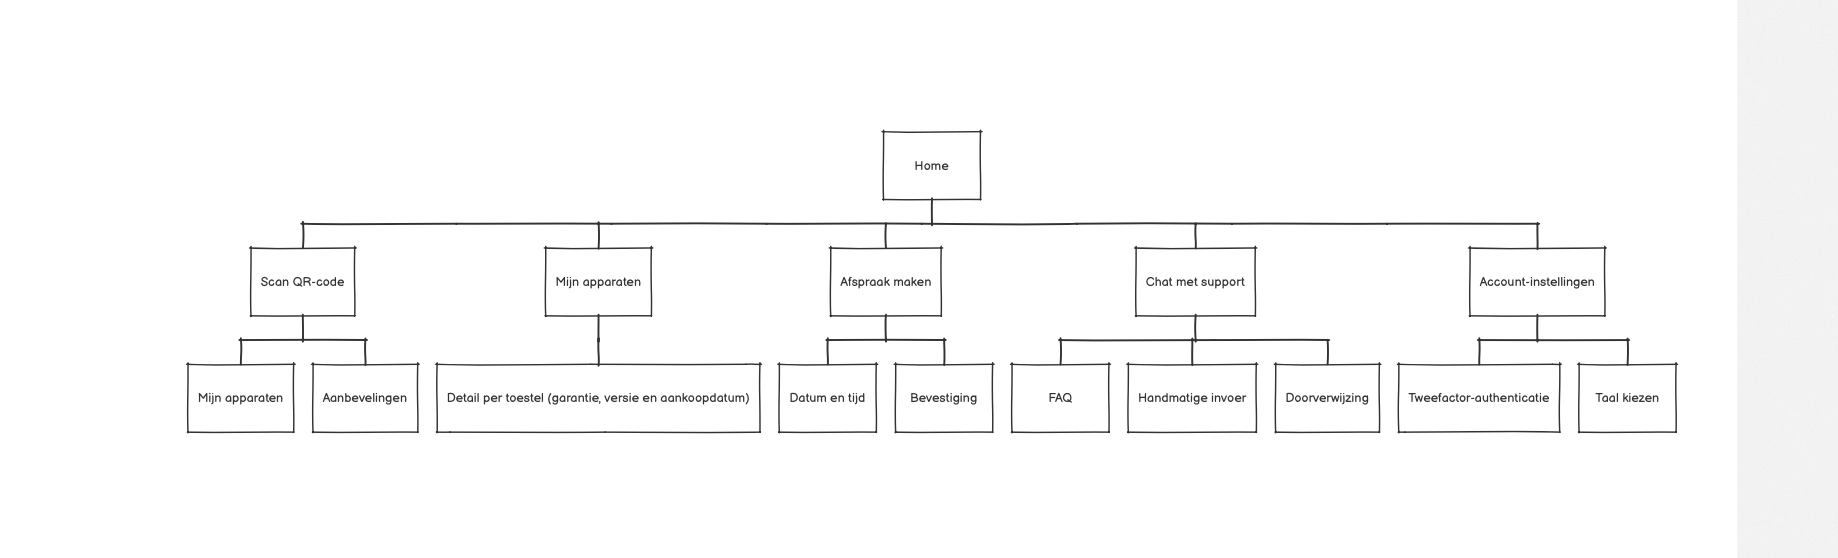 Home
Scan QR-code
Mijn apparaten
Afspraak maken
Chat met support
Account-instellingen
Mijn apparaten
Aanbevelingen
Detail per toestel (garantie, versie en aankoopdatum)
Datum en tijd
Bevestiging
FAQ
Handmatige invoer
Doorverwijzing
Tweefactor-authenticatie
Taal kiezen